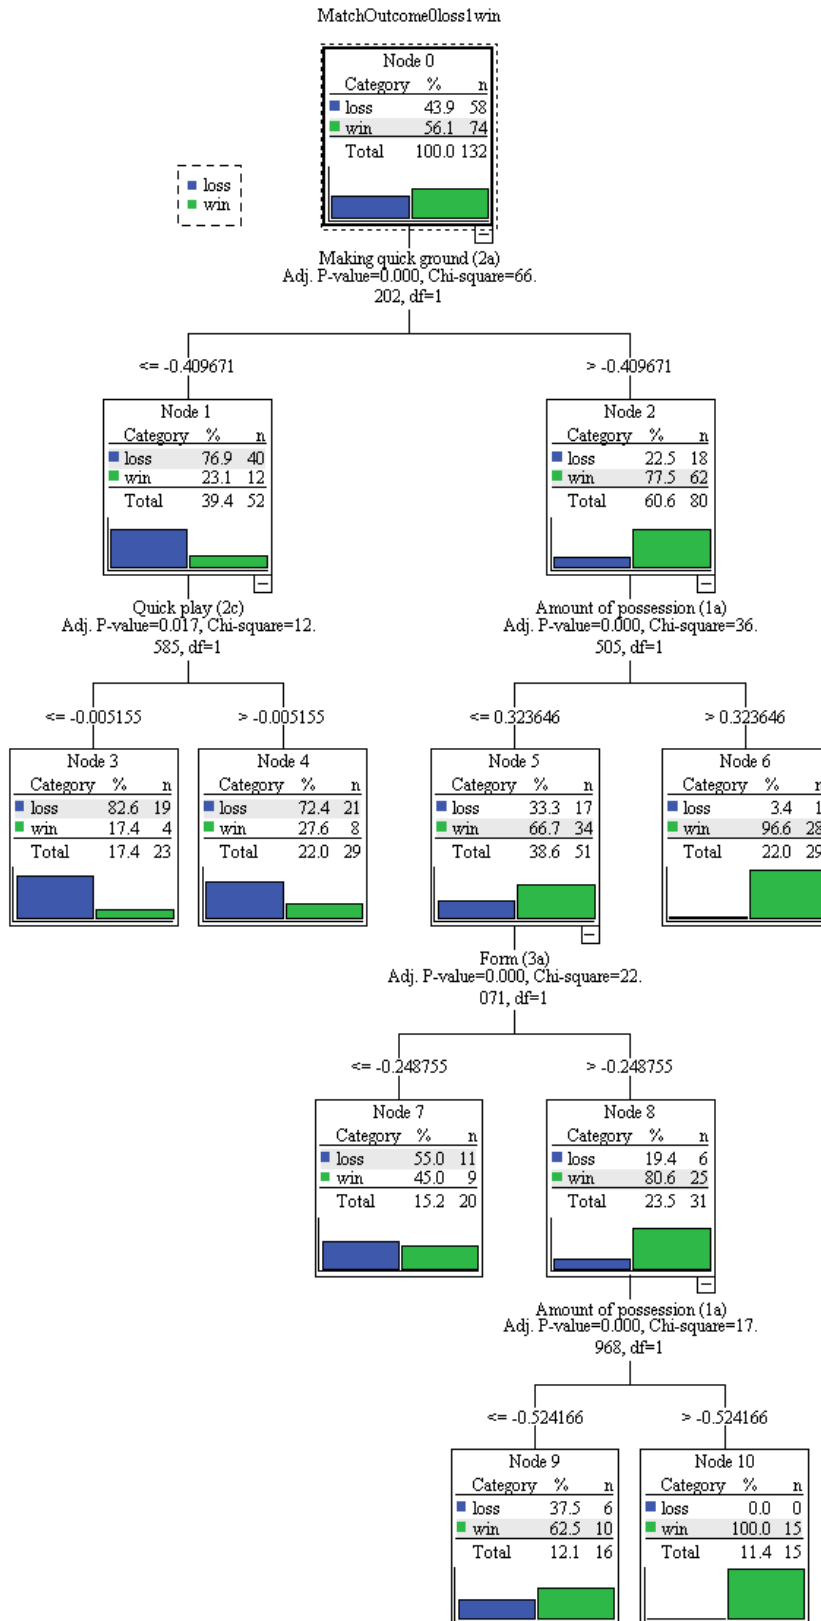 MatchOutcome0loss1win
Node 0
Category % n
loss 43.9 58
win 56.1 74
Total 100.0 132
loss
win
Making quick ground (2a)
Adj. P-value=0.000, Chi-square=66.
202, df=1
<= -0.409671
> -0.409671
Node 1
Category % n
loss 76.9 40
win 23.1 12
Total 39.4 52
Node 2
Category % n
loss 22.5 18
win 77.5 62
Total 60.6 80
Quick play (2c)
Adj. P-value=0.017, Chi-square=12.
585, df=1
Amount of possession (1a)
Adj. P-value=0.000, Chi-square=36.
505, df=1
<= -0.005155
> -0.005155
<= 0.323646
> 0.323646
Node 3
Category % n
loss 82.6 19
win 17.4 4
Total 17.4 23
Node 4
Category % n
loss 72.4 21
win 27.6 8
Total 22.0 29
Node 5
Category % n
loss 33.3 17
win 66.7 34
Total 38.6 51
Node 6
Category % n
loss 3.4 1
win 96.6 28
Total 22.0 29
Form (3a)
Adj. P-value=0.000, Chi-square=22.
071, df=1
<= -0.248755
> -0.248755
Node 7
Category % n
loss 55.0 11
win 45.0 9
Total 15.2 20
Node 8
Category % n
loss 19.4 6
win 80.6 25
Total 23.5 31
Amount of possession (1a)
Adj. P-value=0.000, Chi-square=17.
968, df=1
<= -0.524166
> -0.524166
Node 9
Category % n
loss 37.5 6
win 62.5 10
Total 12.1 16
Node 10
Category % n
loss 0.0 0
win 100.0 15
Total 11.4 15